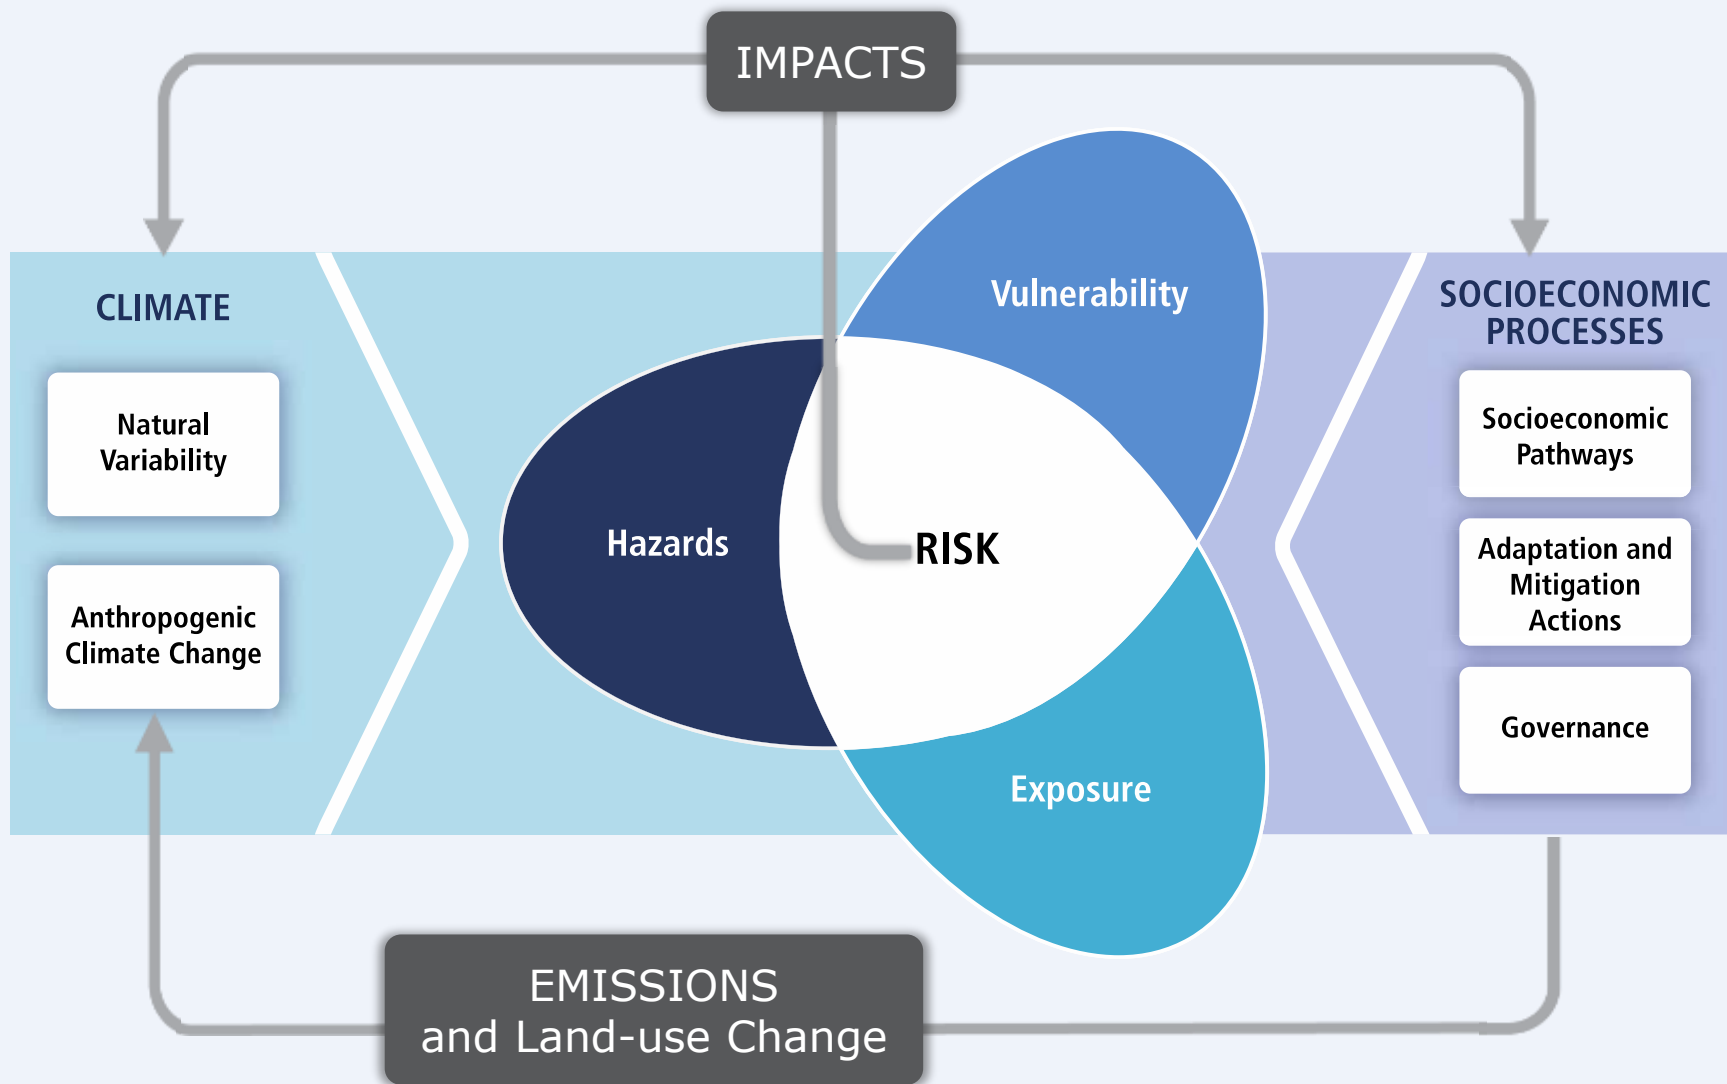 IMPACTS
CLIMATE
Natural
Variability
Anthropogenic
Climate Change
Vulnerability
Hazards
RISK
Exposure
SOCIOECONOMIC
PROCESSES
Socioeconomic
Pathways
Adaptation and
Mitigation
Actions
Governance
EMISSIONS
and Land-use Change